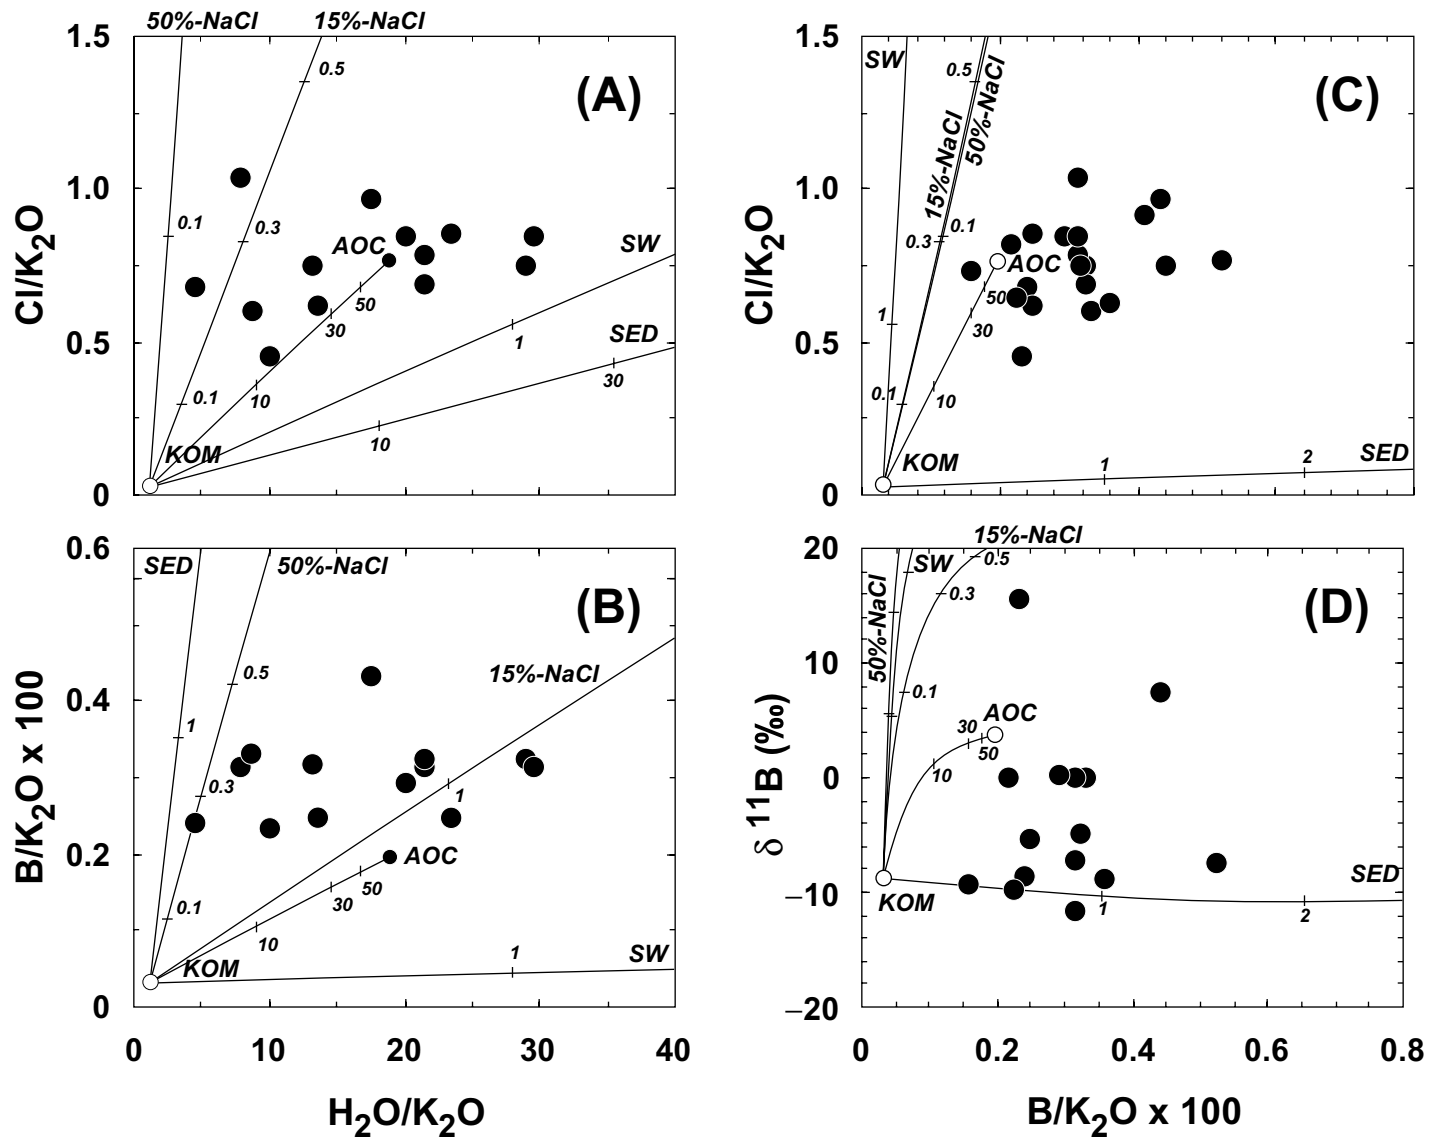 50%-NaCl 15%-NaCl
1.5
0.5
(A)
1.0
0.1
0.3
AOC
SW
50
30
1
SED
0.5
30
0.1
10
10
KOM
0
Cl/K2O
1.5
SW
0.5
15%-NaCl
50%-NaCl
(C)
1.0
0.1
0.3
AOC
50
1
30
0.5
0.1
10
KOM
1
2
SED
0
Cl/K2O
0.6
SED
50%-NaCl
(B)
0.5
15%-NaCl
0.4
1
0.3
1
0.2
AOC
50
30
0.1
10
1
SW
KOM
0
B/K2O x 100
0 10 20 30 40
H2O/K2O
15%-NaCl
20
SW
0.5
50%-NaCl
0.3
(D)
10
0.1
AOC
30
50
10
0
SED
–10
KOM
1
2
–20
δ 11B (‰)
0 0.2 0.4 0.6 0.8
B/K2O x 100